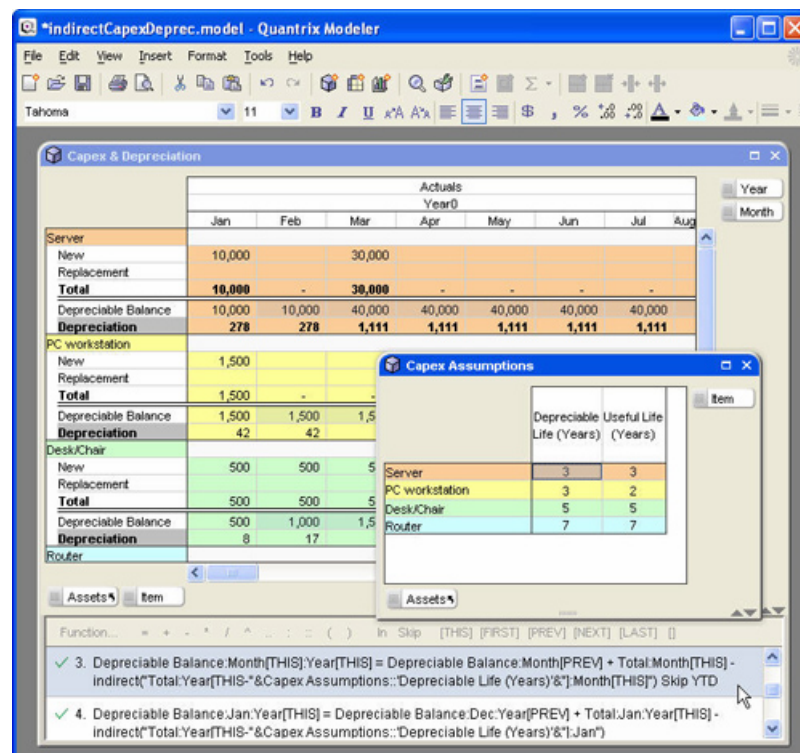 *indirectCapexDeprec.model - Quantrix Modeler
File Edit View Insert Format Tools Help
Tahoma 11 B I U
Capex & Depreciation
Actuals
Year0
Jan Feb Mar Apr May Jun Jul Aug
Year
Month
Server
New 10,000 30,000
Replacement
Total 10,000 - 30,000 - - - -
Depreciable Balance 10,000 10,000 40,000 40,000 40,000 40,000 40,000
Depreciation 278 278 1,111 1,111 1,111 1,111 1,111
PC workstation
New 1,500
Replacement
Total 1,500 - -
Depreciable Balance 1,500 1,500 1,5
Depreciation 42 42
Desk/Chair
New 500 500 5
Replacement
Total 500 500 5
Depreciable Balance 500 1,000 1,5
Depreciation 8 17
Router
Assets Item
Capex Assumptions
Item
Depreciable Useful Life
Life (Years) (Years)
Server 3 3
PC workstation 3 2
Desk/Chair 5 5
Router 7 7
Assets
Function... = + - * / ^ .. : :: ( ) In Skip [THIS] [FIRST] [PREV] [NEXT] [LAST] []
3. Depreciable Balance:Month[THIS]:Year[THIS] = Depreciable Balance:Month[PREV] + Total:Month[THIS] -
indirect("Total:Year[THIS-"&Capex Assumptions::'Depreciable Life (Years)'&"]:Month[THIS]") Skip YTD
4. Depreciable Balance:Jan:Year[THIS] = Depreciable Balance:Dec:Year[PREV] + Total:Jan:Year[THIS] -
indirect("Total:Year[THIS-"&Capex Assumptions::'Depreciable Life (Years)'&"]:Jan")